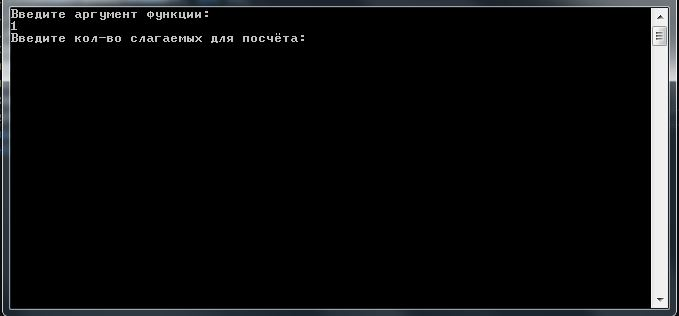 Введите аргумент функции:
1
Введите кол-во слагаемых для посчёта: